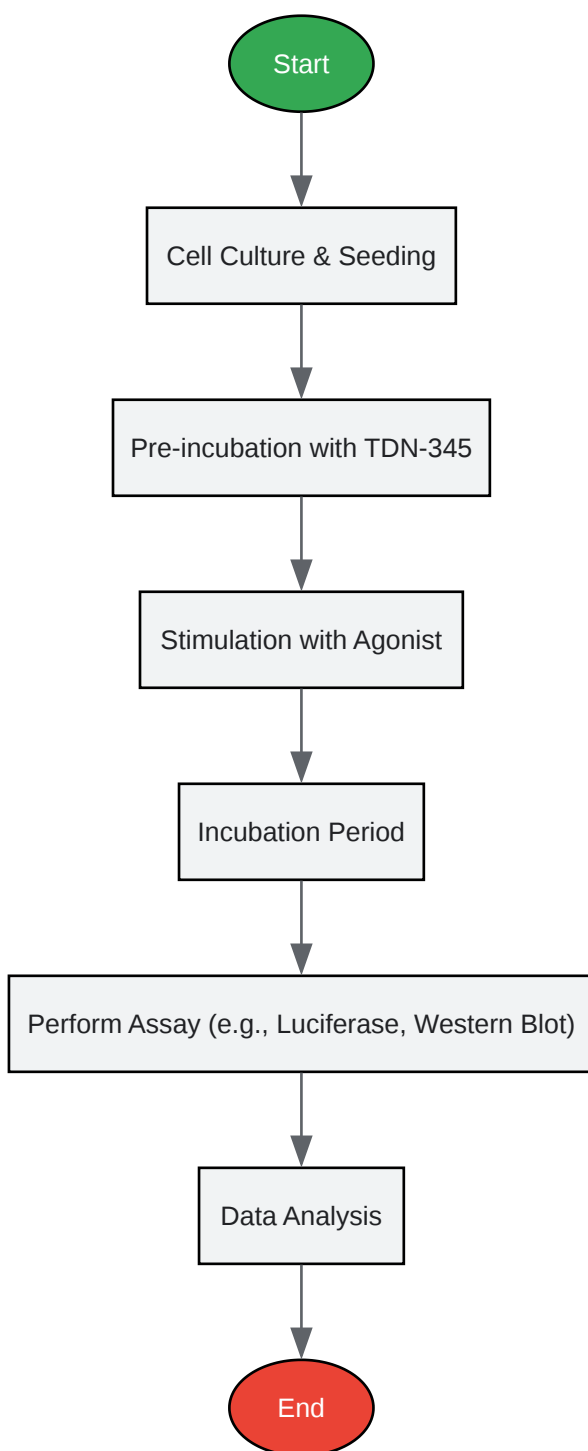 Start
Cell Culture & Seeding
Pre-incubation with TDN-345
Stimulation with Agonist
Incubation Period
Perform Assay (e.g., Luciferase, Western Blot)
Data Analysis
End